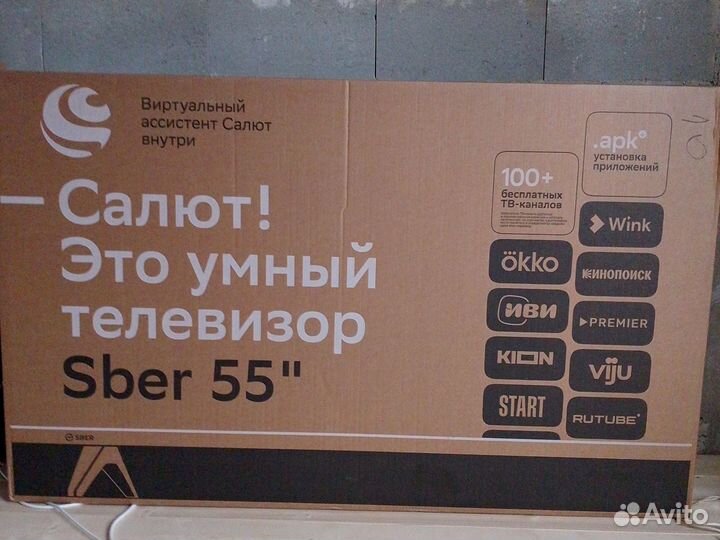 Виртуальный
ассистент Салют
внутри
Салют!
Это умный
телевизор
Sber 55"
.apk
установка
приложений
100+
бесплатных
ТВ-каналов
Wink
ökko
КИНОПОИСК
иви
PREMIER
KION
viju
START
RUTUBE
SBER
Avito